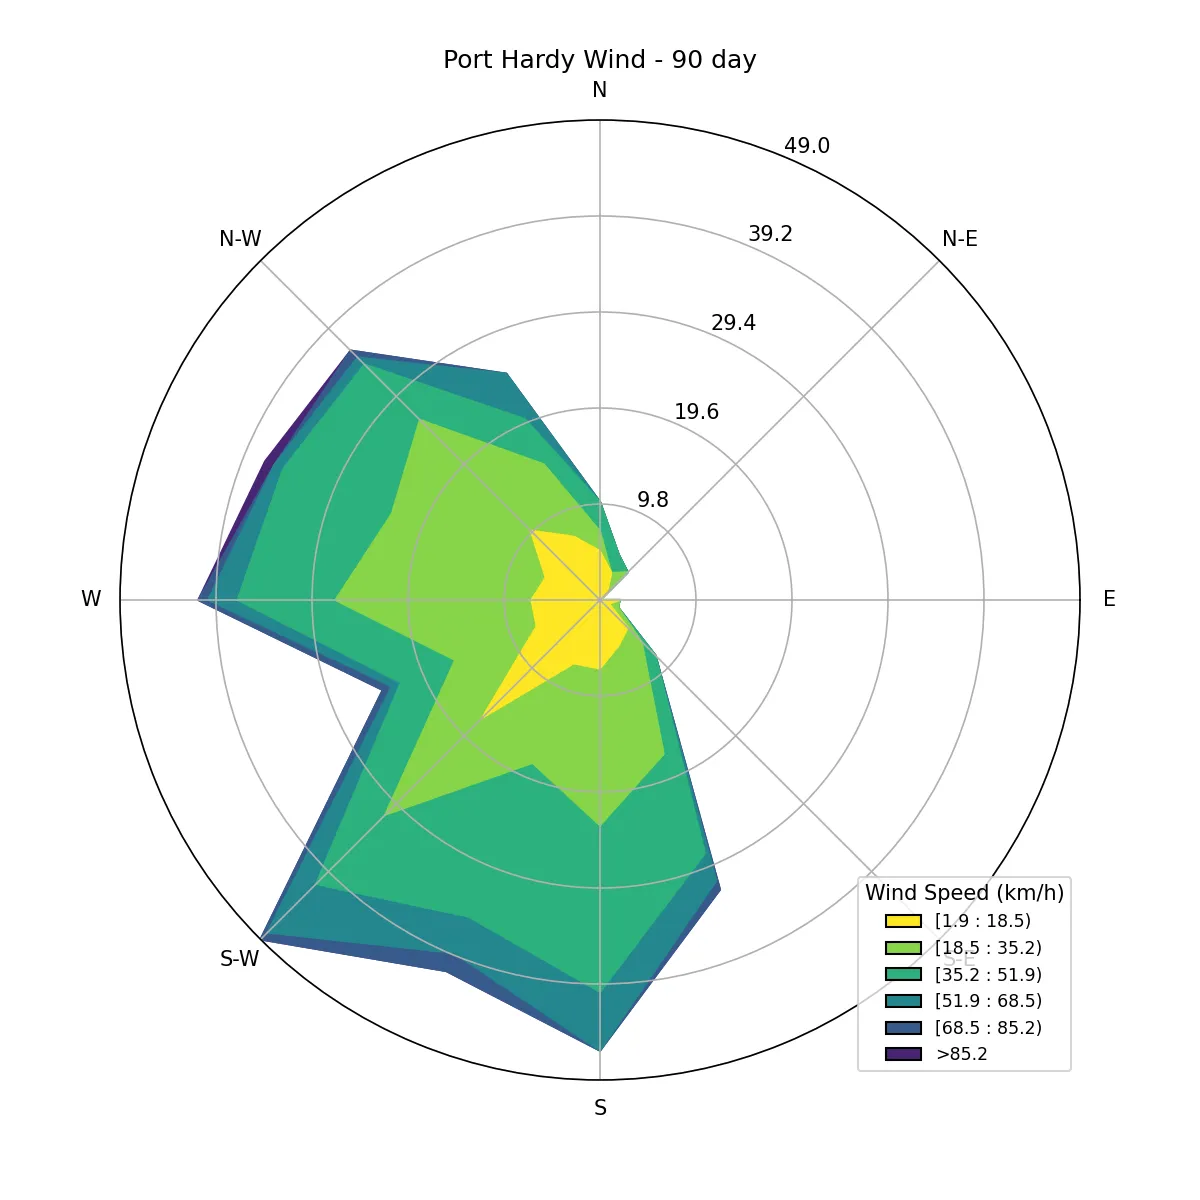 Port Hardy Wind - 90 day
N
49.0
39.2
N-W
N-E
29.4
19.6
9.8
W
E
S-W
S-E
S
Wind Speed (km/h)
[1.9 : 18.5)
[18.5 : 35.2)
[35.2 : 51.9)
[51.9 : 68.5)
[68.5 : 85.2)
>85.2